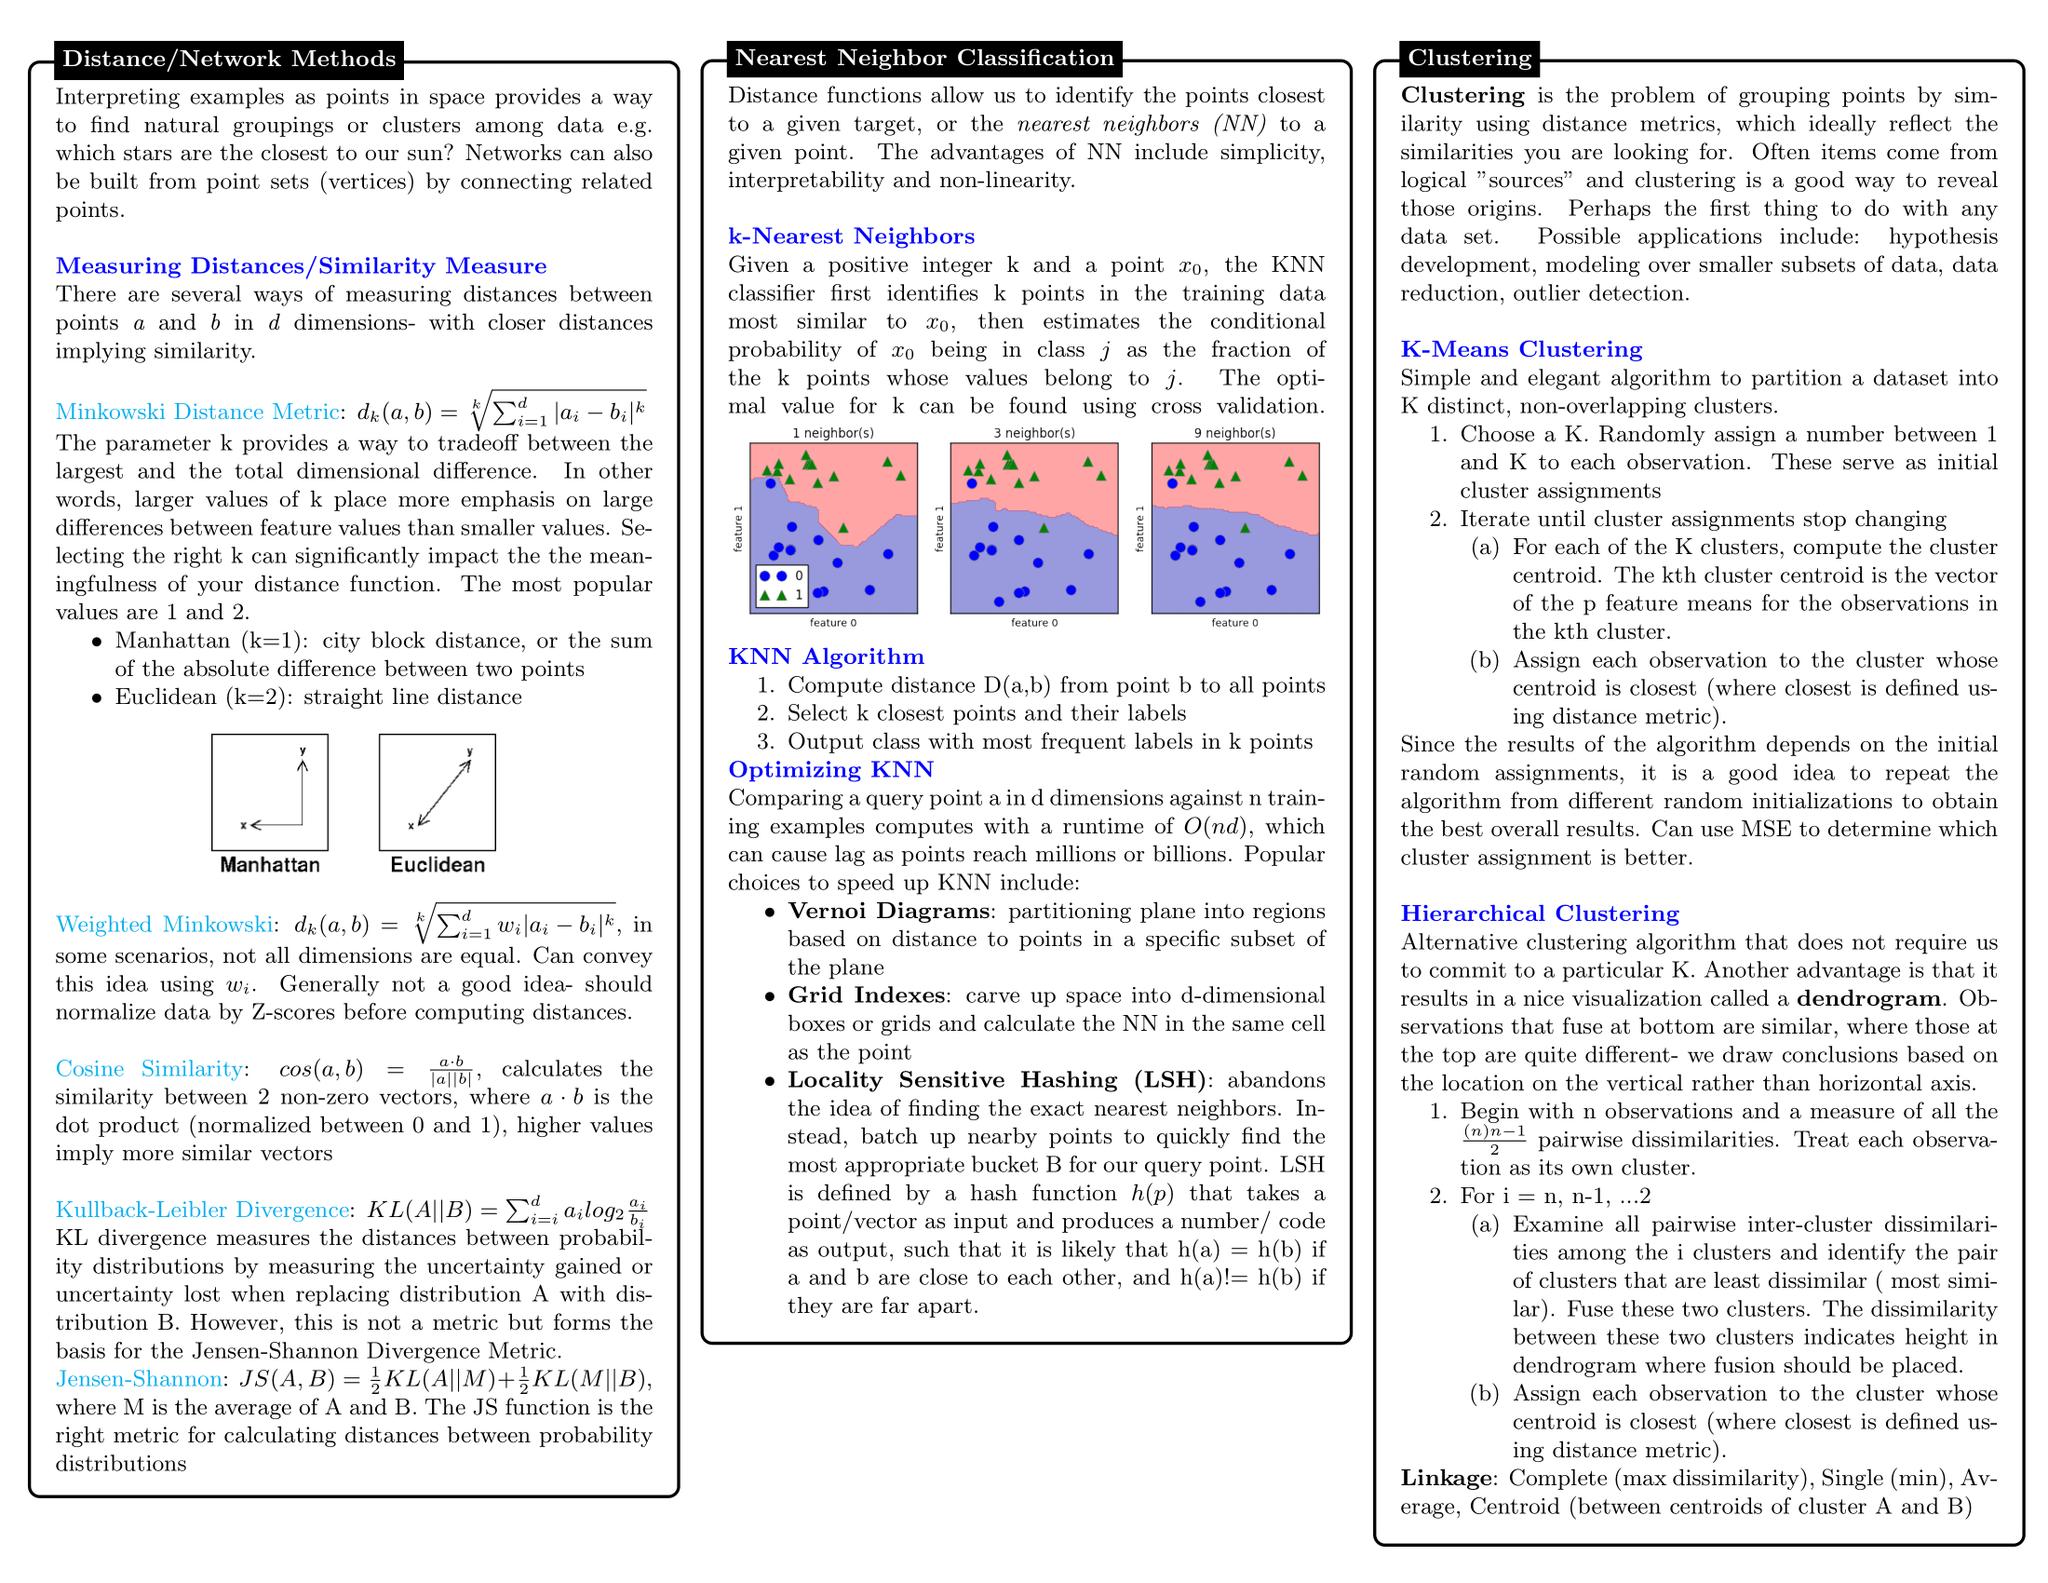 Distance/Network Methods
Interpreting examples as points in space provides a way
to find natural groupings or clusters among data e.g.
which stars are the closest to our sun? Networks can also
be built from point sets (vertices) by connecting related
points.
Measuring Distances/Similarity Measure
There are several ways of measuring distances between
points a and b in d dimensions- with closer distances
implying similarity.
Minkowski Distance Metric: d_k(a, b) = \sqrt[k]{\sum_{i=1}^{d} |a_i − b_i|^k}
The parameter k provides a way to tradeoff between the
largest and the total dimensional difference. In other
words, larger values of k place more emphasis on large
differences between feature values than smaller values. Se-
lecting the right k can significantly impact the the mean-
ingfulness of your distance function. The most popular
values are 1 and 2.
• Manhattan (k=1): city block distance, or the sum
of the absolute difference between two points
• Euclidean (k=2): straight line distance
y y
x x
Manhattan Euclidean
Weighted Minkowski: d_k(a, b) = \sqrt[k]{\sum_{i=1}^{d} w_i|a_i − b_i|^k}, in
some scenarios, not all dimensions are equal. Can convey
this idea using w_i. Generally not a good idea- should
normalize data by Z-scores before computing distances.
Cosine Similarity: cos(a, b) = \frac{a·b}{|a||b|}, calculates the
similarity between 2 non-zero vectors, where a · b is the
dot product (normalized between 0 and 1), higher values
imply more similar vectors
Kullback-Leibler Divergence: KL(A||B) = \sum_{i=i}^{d} a_i log_2 \frac{a_i}{b_i}
KL divergence measures the distances between probabil-
ity distributions by measuring the uncertainty gained or
uncertainty lost when replacing distribution A with dis-
tribution B. However, this is not a metric but forms the
basis for the Jensen-Shannon Divergence Metric.
Jensen-Shannon: JS(A, B) = \frac{1}{2}KL(A||M)+\frac{1}{2}KL(M||B),
where M is the average of A and B. The JS function is the
right metric for calculating distances between probability
distributions
Nearest Neighbor Classification
Distance functions allow us to identify the points closest
to a given target, or the nearest neighbors (NN) to a
given point. The advantages of NN include simplicity,
interpretability and non-linearity.
k-Nearest Neighbors
Given a positive integer k and a point x_0, the KNN
classifier first identifies k points in the training data
most similar to x_0, then estimates the conditional
probability of x_0 being in class j as the fraction of
the k points whose values belong to j. The opti-
mal value for k can be found using cross validation.
1 neighbor(s) 3 neighbor(s) 9 neighbor(s)
feature 1 feature 1 feature 1
0
1
feature 0 feature 0 feature 0
KNN Algorithm
1. Compute distance D(a,b) from point b to all points
2. Select k closest points and their labels
3. Output class with most frequent labels in k points
Optimizing KNN
Comparing a query point a in d dimensions against n train-
ing examples computes with a runtime of O(nd), which
can cause lag as points reach millions or billions. Popular
choices to speed up KNN include:
• Vernoi Diagrams: partitioning plane into regions
based on distance to points in a specific subset of
the plane
• Grid Indexes: carve up space into d-dimensional
boxes or grids and calculate the NN in the same cell
as the point
• Locality Sensitive Hashing (LSH): abandons
the idea of finding the exact nearest neighbors. In-
stead, batch up nearby points to quickly find the
most appropriate bucket B for our query point. LSH
is defined by a hash function h(p) that takes a
point/vector as input and produces a number/ code
as output, such that it is likely that h(a) = h(b) if
a and b are close to each other, and h(a)!= h(b) if
they are far apart.
Clustering
Clustering is the problem of grouping points by sim-
ilarity using distance metrics, which ideally reflect the
similarities you are looking for. Often items come from
logical ”sources” and clustering is a good way to reveal
those origins. Perhaps the first thing to do with any
data set. Possible applications include: hypothesis
development, modeling over smaller subsets of data, data
reduction, outlier detection.
K-Means Clustering
Simple and elegant algorithm to partition a dataset into
K distinct, non-overlapping clusters.
1. Choose a K. Randomly assign a number between 1
and K to each observation. These serve as initial
cluster assignments
2. Iterate until cluster assignments stop changing
(a) For each of the K clusters, compute the cluster
centroid. The kth cluster centroid is the vector
of the p feature means for the observations in
the kth cluster.
(b) Assign each observation to the cluster whose
centroid is closest (where closest is defined us-
ing distance metric).
Since the results of the algorithm depends on the initial
random assignments, it is a good idea to repeat the
algorithm from different random initializations to obtain
the best overall results. Can use MSE to determine which
cluster assignment is better.
Hierarchical Clustering
Alternative clustering algorithm that does not require us
to commit to a particular K. Another advantage is that it
results in a nice visualization called a dendrogram. Ob-
servations that fuse at bottom are similar, where those at
the top are quite different- we draw conclusions based on
the location on the vertical rather than horizontal axis.
1. Begin with n observations and a measure of all the
\frac{(n)n−1}{2} pairwise dissimilarities. Treat each observa-
tion as its own cluster.
2. For i = n, n-1, ...2
(a) Examine all pairwise inter-cluster dissimilari-
ties among the i clusters and identify the pair
of clusters that are least dissimilar ( most simi-
lar). Fuse these two clusters. The dissimilarity
between these two clusters indicates height in
dendrogram where fusion should be placed.
(b) Assign each observation to the cluster whose
centroid is closest (where closest is defined us-
ing distance metric).
Linkage: Complete (max dissimilarity), Single (min), Av-
erage, Centroid (between centroids of cluster A and B)